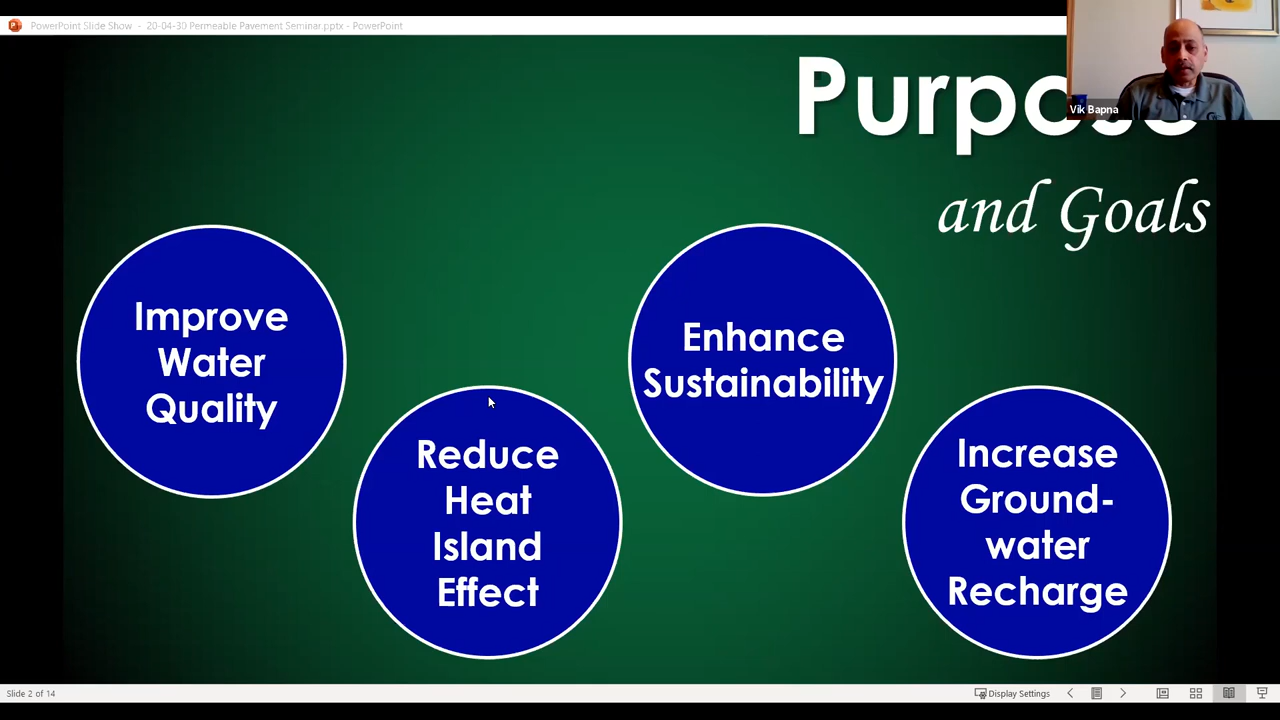 PowerPoint Slide Show - 20-04-30 Permeable Pavement Seminar.pptx - PowerPoint
Vik Bapna
Purpose
and Goals
Improve
Water
Quality
Reduce
Heat
Island
Effect
Enhance
Sustainability
Increase
Ground-
water
Recharge
Slide 2 of 14
Display Settings